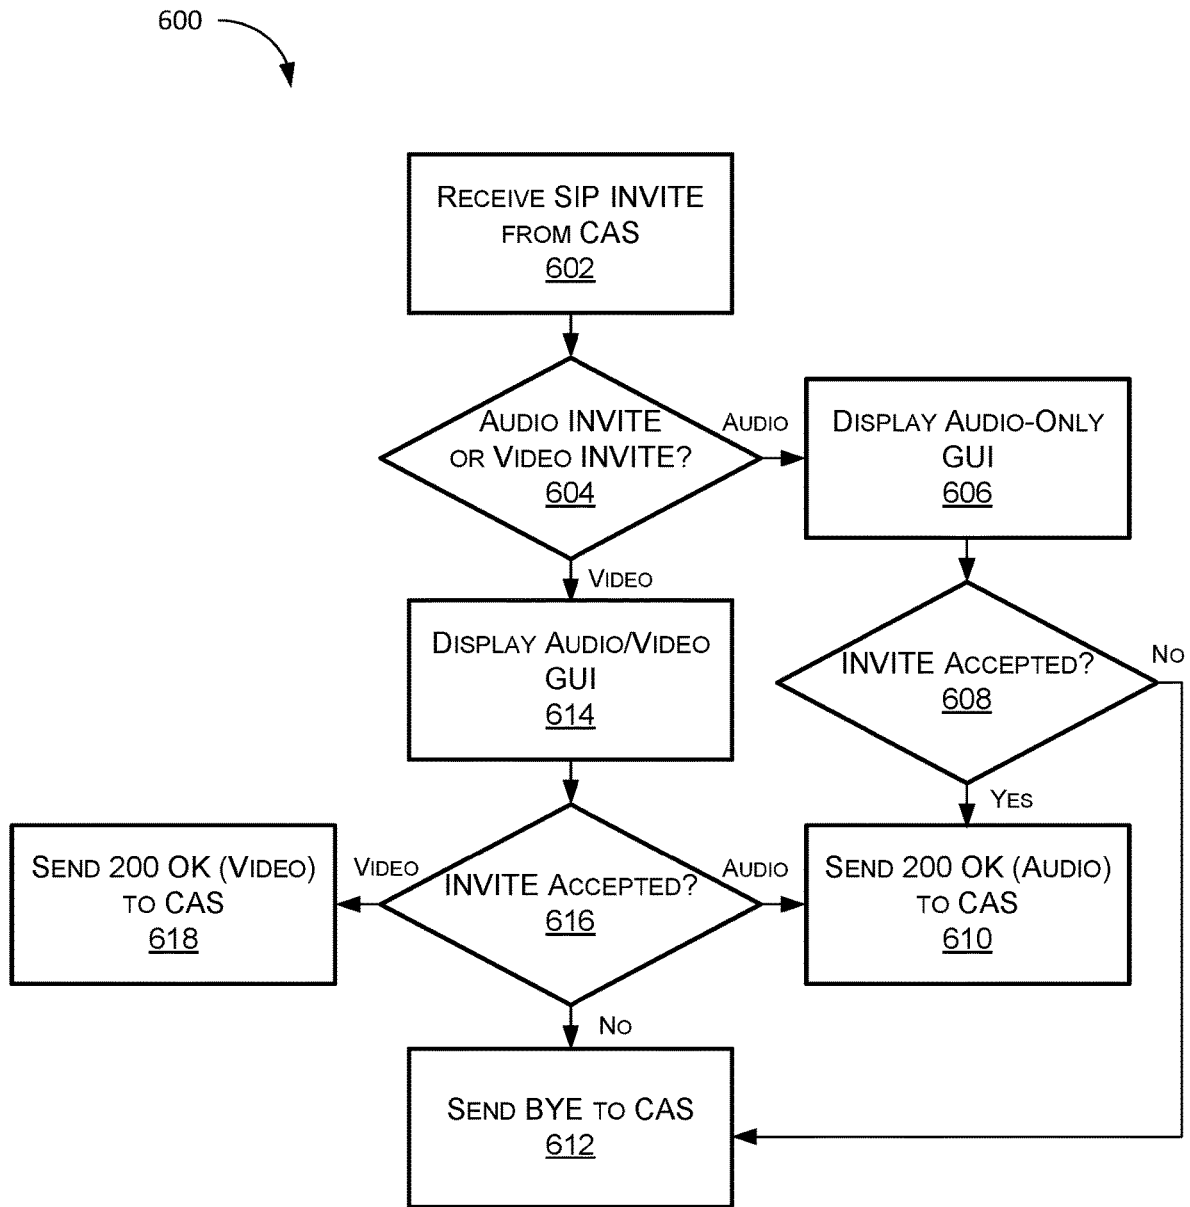 600
RECEIVE SIP INVITE
FROM CAS
602
AUDIO INVITE
OR VIDEO INVITE?
604
AUDIO
DISPLAY AUDIO-ONLY
GUI
606
VIDEO
DISPLAY AUDIO/VIDEO
GUI
614
INVITE ACCEPTED?
608
NO
YES
SEND 200 OK (VIDEO)
TO CAS
618
VIDEO
INVITE ACCEPTED?
616
AUDIO
SEND 200 OK (AUDIO)
TO CAS
610
NO
SEND BYE TO CAS
612